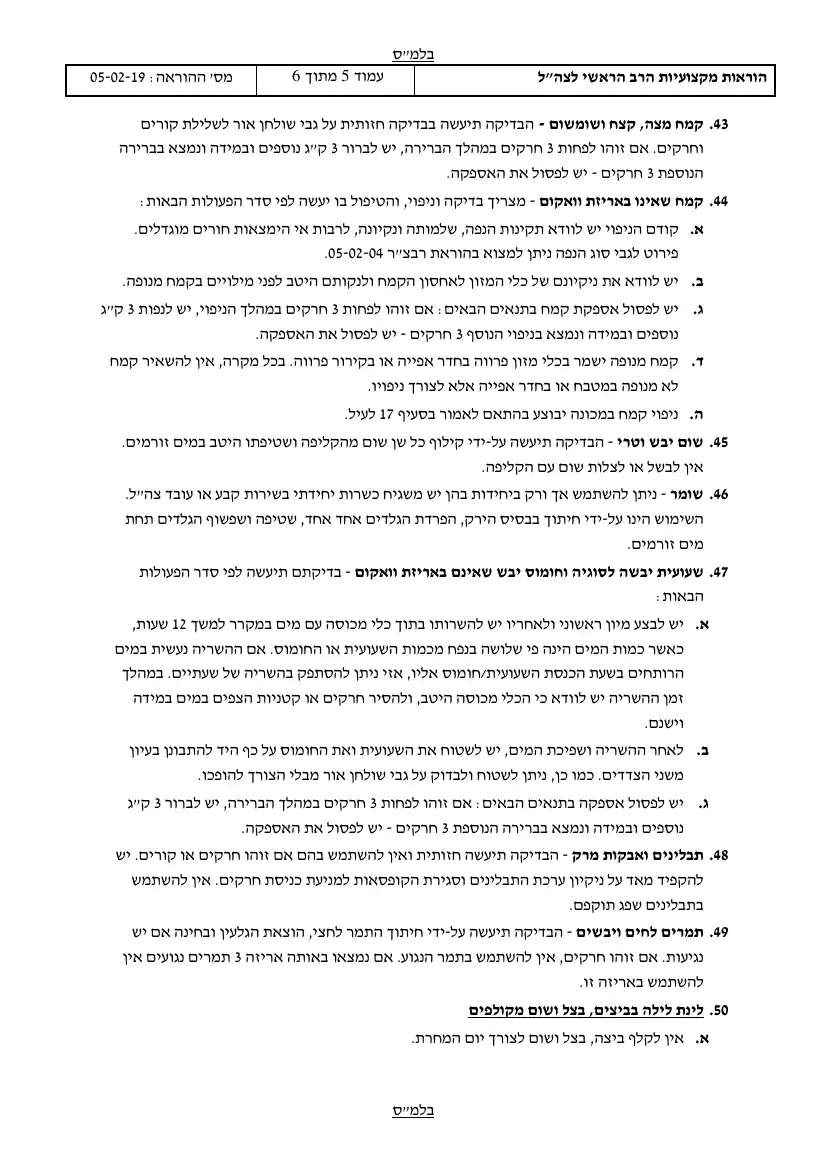 בלמ"ס
הוראות מקצועיות הרב הראשי לצה"ל עמוד 5 מתוך 6 מס' ההוראה: 05-02-19
43. קמח מצה, קצח ושומשום - הבדיקה תיעשה בבדיקה חזותית על גבי שולחן אור לשלילת קורים
וחרקים. אם זוהו לפחות 3 חרקים במהלך הברירה, יש לברור 3 ק"ג נוספים ובמידה ונמצא בברירה
הנוספת 3 חרקים - יש לפסול את האספקה.
44. קמח שאינו באריזת וואקום - מצריך בדיקה וניפוי, והטיפול בו יעשה לפי סדר הפעולות הבאות:
א. קודם הניפוי יש לוודא תקינות הנפה, שלמותה ונקיונה, לרבות אי הימצאות חורים מוגדלים.
פירוט לגבי סוג הנפה ניתן למצוא בהוראת רבצ"ר 05-02-04.
ב. יש לוודא את ניקיונם של כלי המזון לאחסון הקמח ולנקותם היטב לפני מילויים בקמח מנופה.
ג. יש לפסול אספקת קמח בתנאים הבאים: אם זוהו לפחות 3 חרקים במהלך הניפוי, יש לנפות 3 ק"ג
נוספים ובמידה ונמצא בניפוי הנוסף 3 חרקים - יש לפסול את האספקה.
ד. קמח מנופה ישמר בכלי מזון פרווה בחדר אפייה או בקירור פרווה. בכל מקרה, אין להשאיר קמח
לא מנופה במטבח או בחדר אפייה אלא לצורך ניפויו.
ה. ניפוי קמח במכונה יבוצע בהתאם לאמור בסעיף 17 לעיל.
45. שום יבש וטרי - הבדיקה תיעשה על-ידי קילוף כל שן שום מהקליפה ושטיפתו היטב במים זורמים.
אין לבשל או לצלות שום עם הקליפה.
46. שומר - ניתן להשתמש אך ורק ביחידות בהן יש משגיח כשרות יחידתי בשירות קבע או עובד צה"ל.
השימוש הינו על-ידי חיתוך בבסיס הירק, הפרדת הגלדים אחד אחד, שטיפה ושפשוף הגלדים תחת
מים זורמים.
47. שעועית יבשה לסוגיה וחומוס יבש שאינם באריזת וואקום - בדיקתם תיעשה לפי סדר הפעולות
הבאות:
א. יש לבצע מיון ראשוני ולאחריו יש להשרותו בתוך כלי מכוסה עם מים במקרר למשך 12 שעות,
כאשר כמות המים הינה פי שלושה בנפח מכמות השעועית או החומוס. אם ההשריה נעשית במים
הרותחים בשעת הכנסת השעועית/חומוס אליו, אזי ניתן להסתפק בהשריה של שעתיים. במהלך
זמן ההשריה יש לוודא כי הכלי מכוסה היטב, ולהסיר חרקים או קטניות הצפים במים במידה
וישנם.
ב. לאחר ההשריה ושפיכת המים, יש לשטוח את השעועית ואת החומוס על כף היד להתבונן בעיון
משני הצדדים. כמו כן, ניתן לשטוח ולבדוק על גבי שולחן אור מבלי הצורך להופכו.
ג. יש לפסול אספקה בתנאים הבאים: אם זוהו לפחות 3 חרקים במהלך הברירה, יש לברור 3 ק"ג
נוספים ובמידה ונמצא בברירה הנוספת 3 חרקים - יש לפסול את האספקה.
48. תבלינים ואבקות מרק - הבדיקה תיעשה חזותית ואין להשתמש בהם אם זוהו חרקים או קורים. יש
להקפיד מאד על ניקיון ערכת התבלינים וסגירת הקופסאות למניעת כניסת חרקים. אין להשתמש
בתבלינים שפג תוקפם.
49. תמרים לחים ויבשים - הבדיקה תיעשה על-ידי חיתוך התמר לחצי, הוצאת הגלעין ובחינה אם יש
נגיעות. אם זוהו חרקים, אין להשתמש בתמר הנגוע. אם נמצאו באותה אריזה 3 תמרים נגועים אין
להשתמש באריזה זו.
50. לינת לילה בביצים, בצל ושום מקולפים
א. אין לקלף ביצה, בצל ושום לצורך יום המחרת.
בלמ"ס